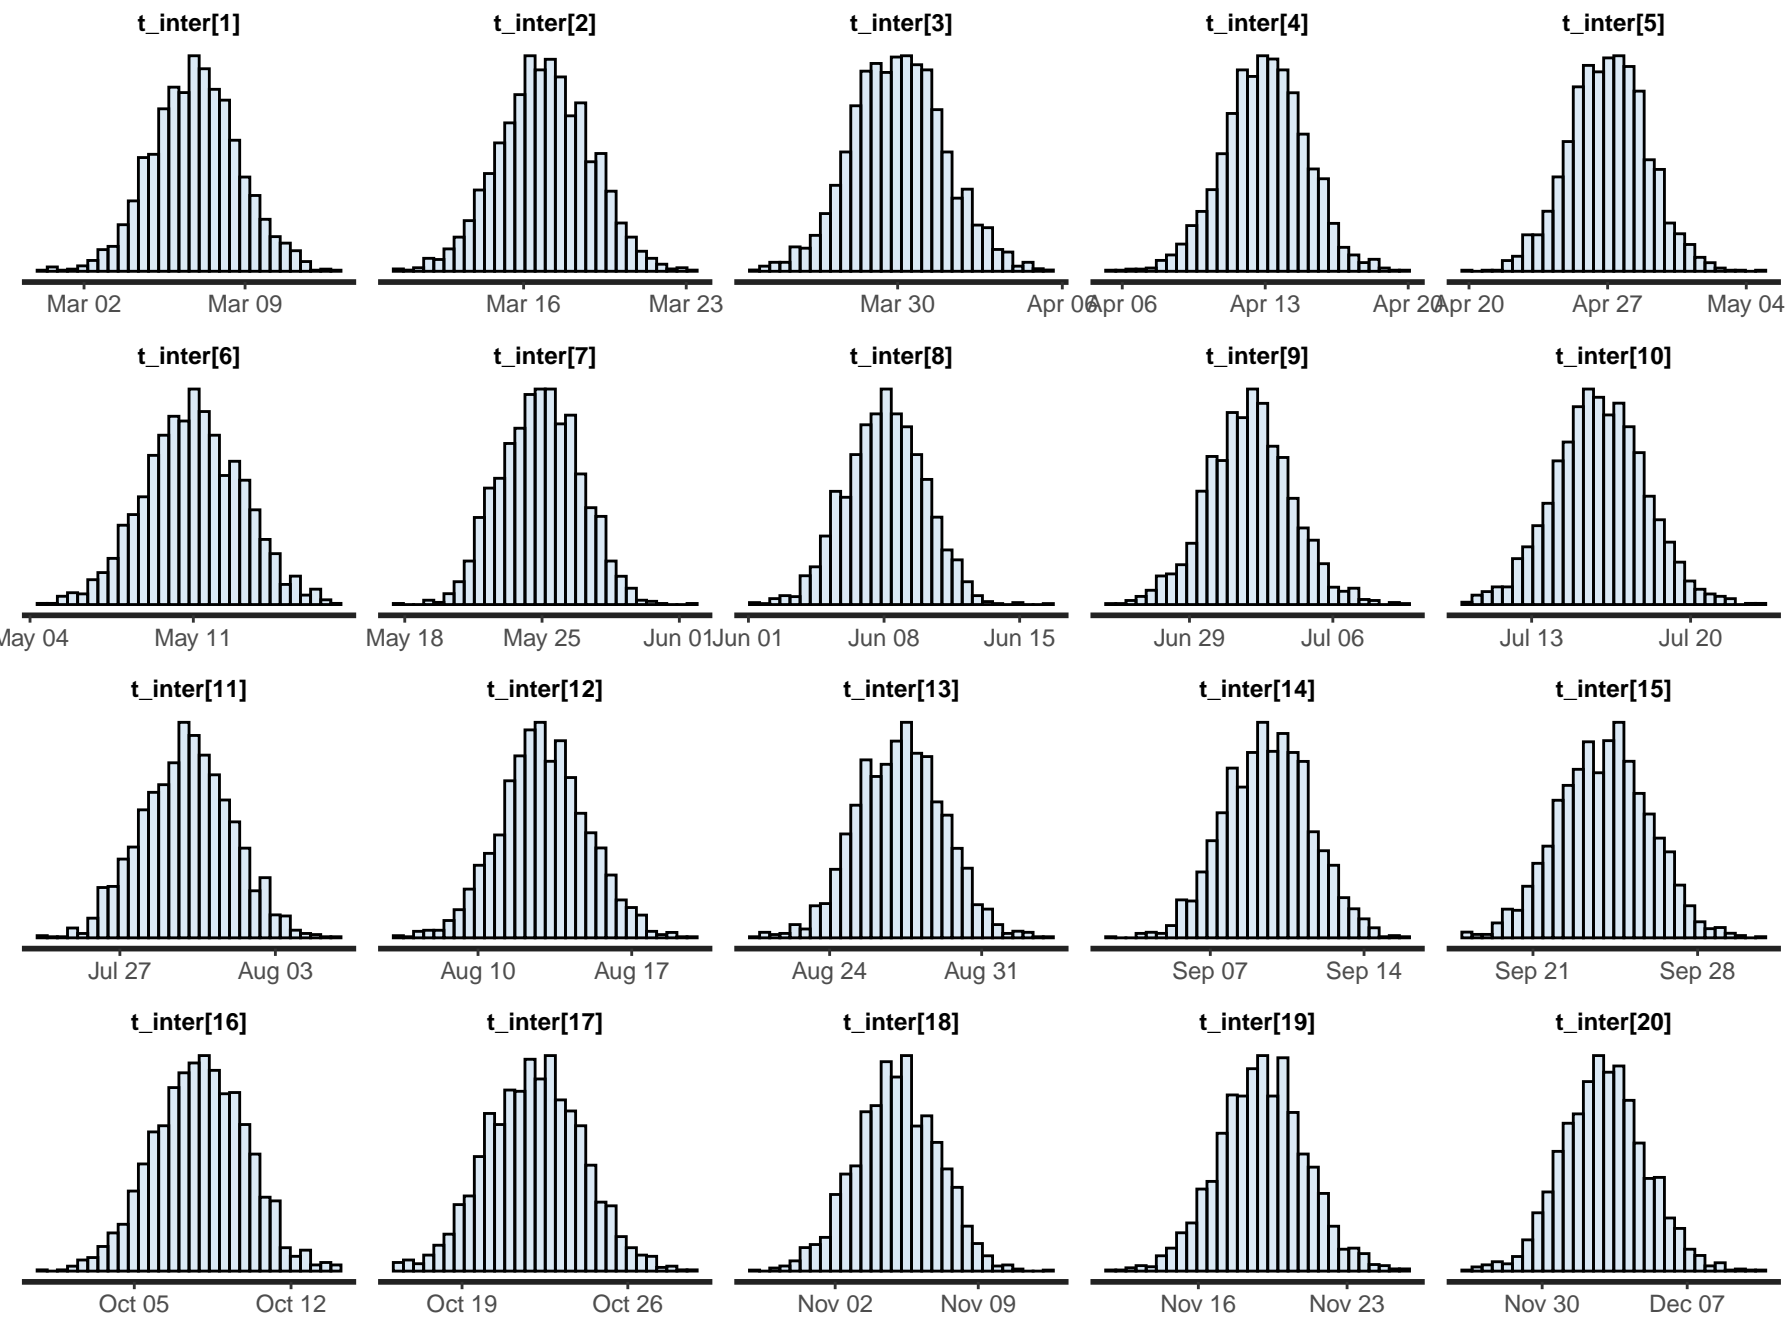 t_inter[1] t_inter[2] t_inter[3] t_inter[4] t_inter[5]
Mar 02 Mar 09 Mar 16 Mar 23 Mar 30 Apr 06 Apr 06 Apr 13 Apr 20 Apr 20 Apr 27 May 04
t_inter[6] t_inter[7] t_inter[8] t_inter[9] t_inter[10]
May 04 May 11 May 18 May 25 Jun 01 Jun 01 Jun 08 Jun 15 Jun 29 Jul 06 Jul 13 Jul 20
t_inter[11] t_inter[12] t_inter[13] t_inter[14] t_inter[15]
Jul 27 Aug 03 Aug 10 Aug 17 Aug 24 Aug 31 Sep 07 Sep 14 Sep 21 Sep 28
t_inter[16] t_inter[17] t_inter[18] t_inter[19] t_inter[20]
Oct 05 Oct 12 Oct 19 Oct 26 Nov 02 Nov 09 Nov 16 Nov 23 Nov 30 Dec 07